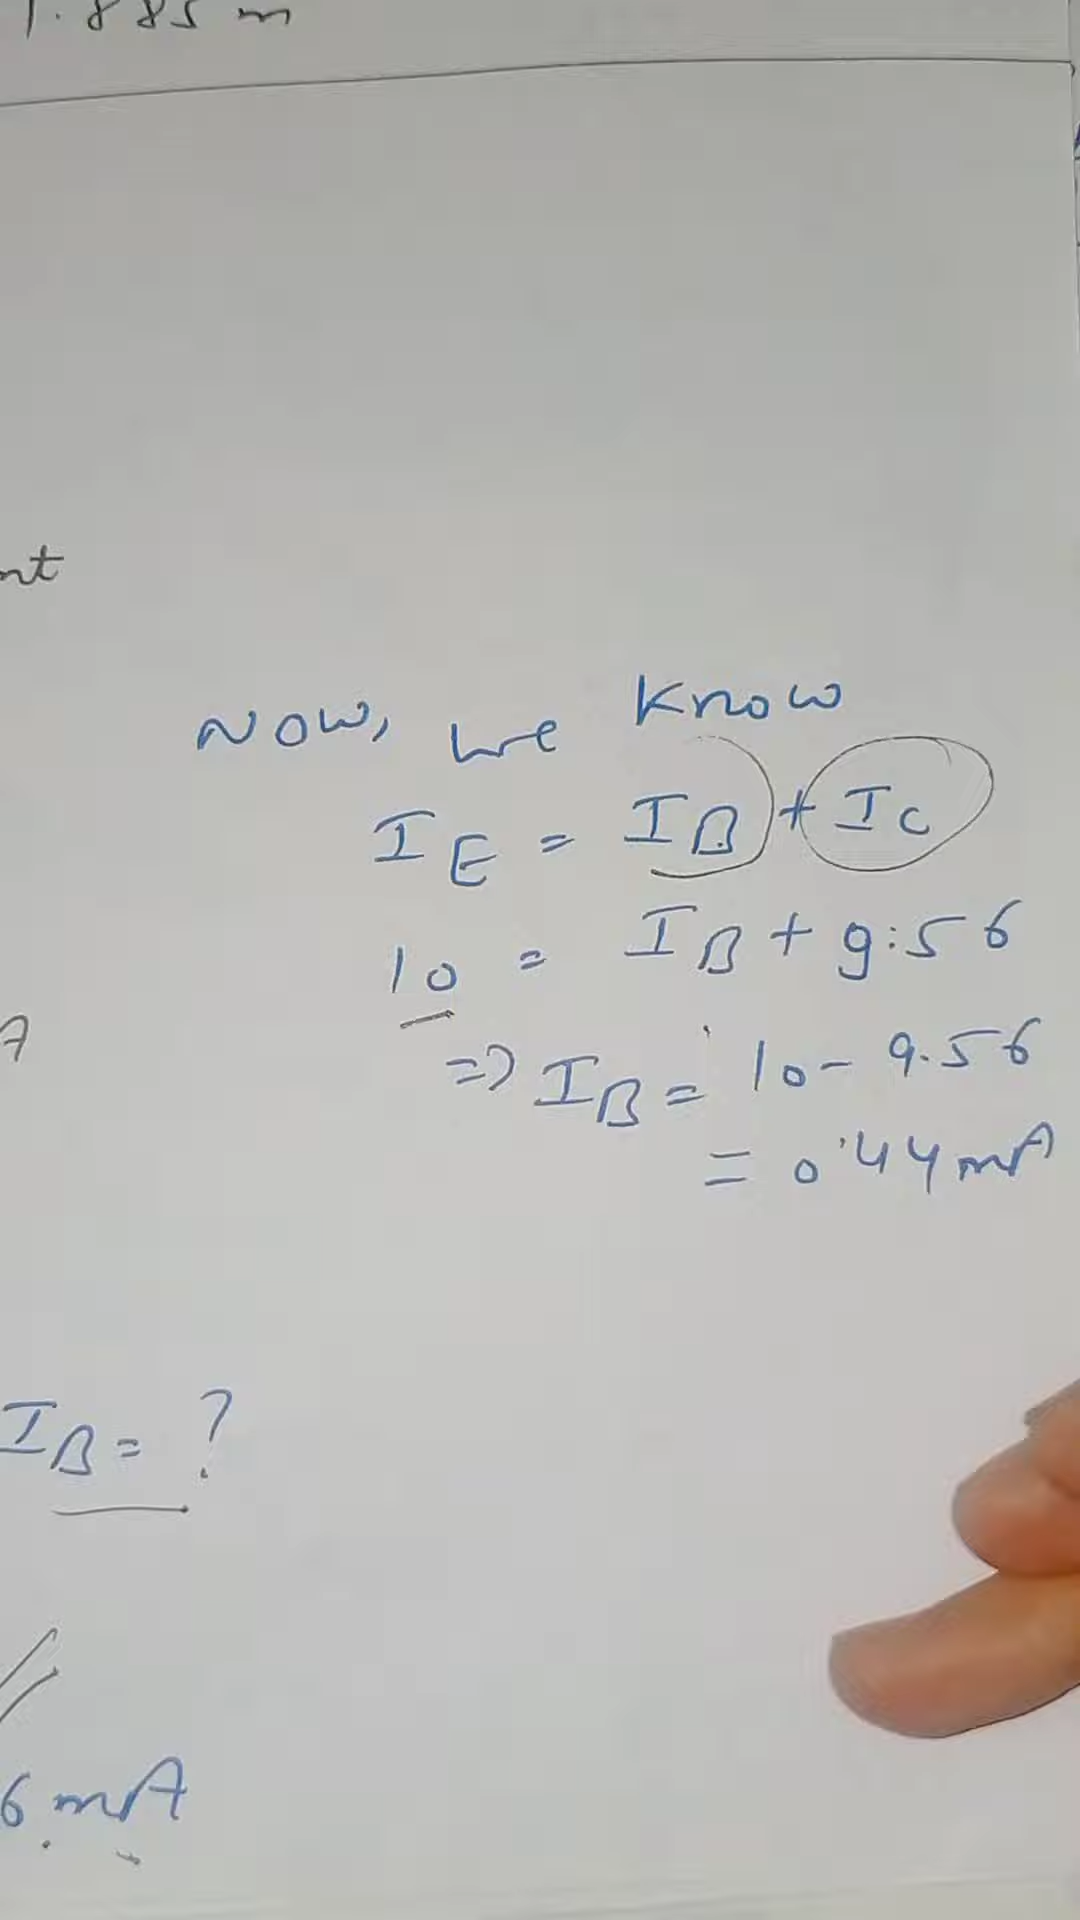 1.885 m
nt
Now, we know
I_E = I_B + I_C
10 = I_B + 9.56
A
=> I_B = 10 - 9.56
= 0.44 mA
I_B = ?
6 mA